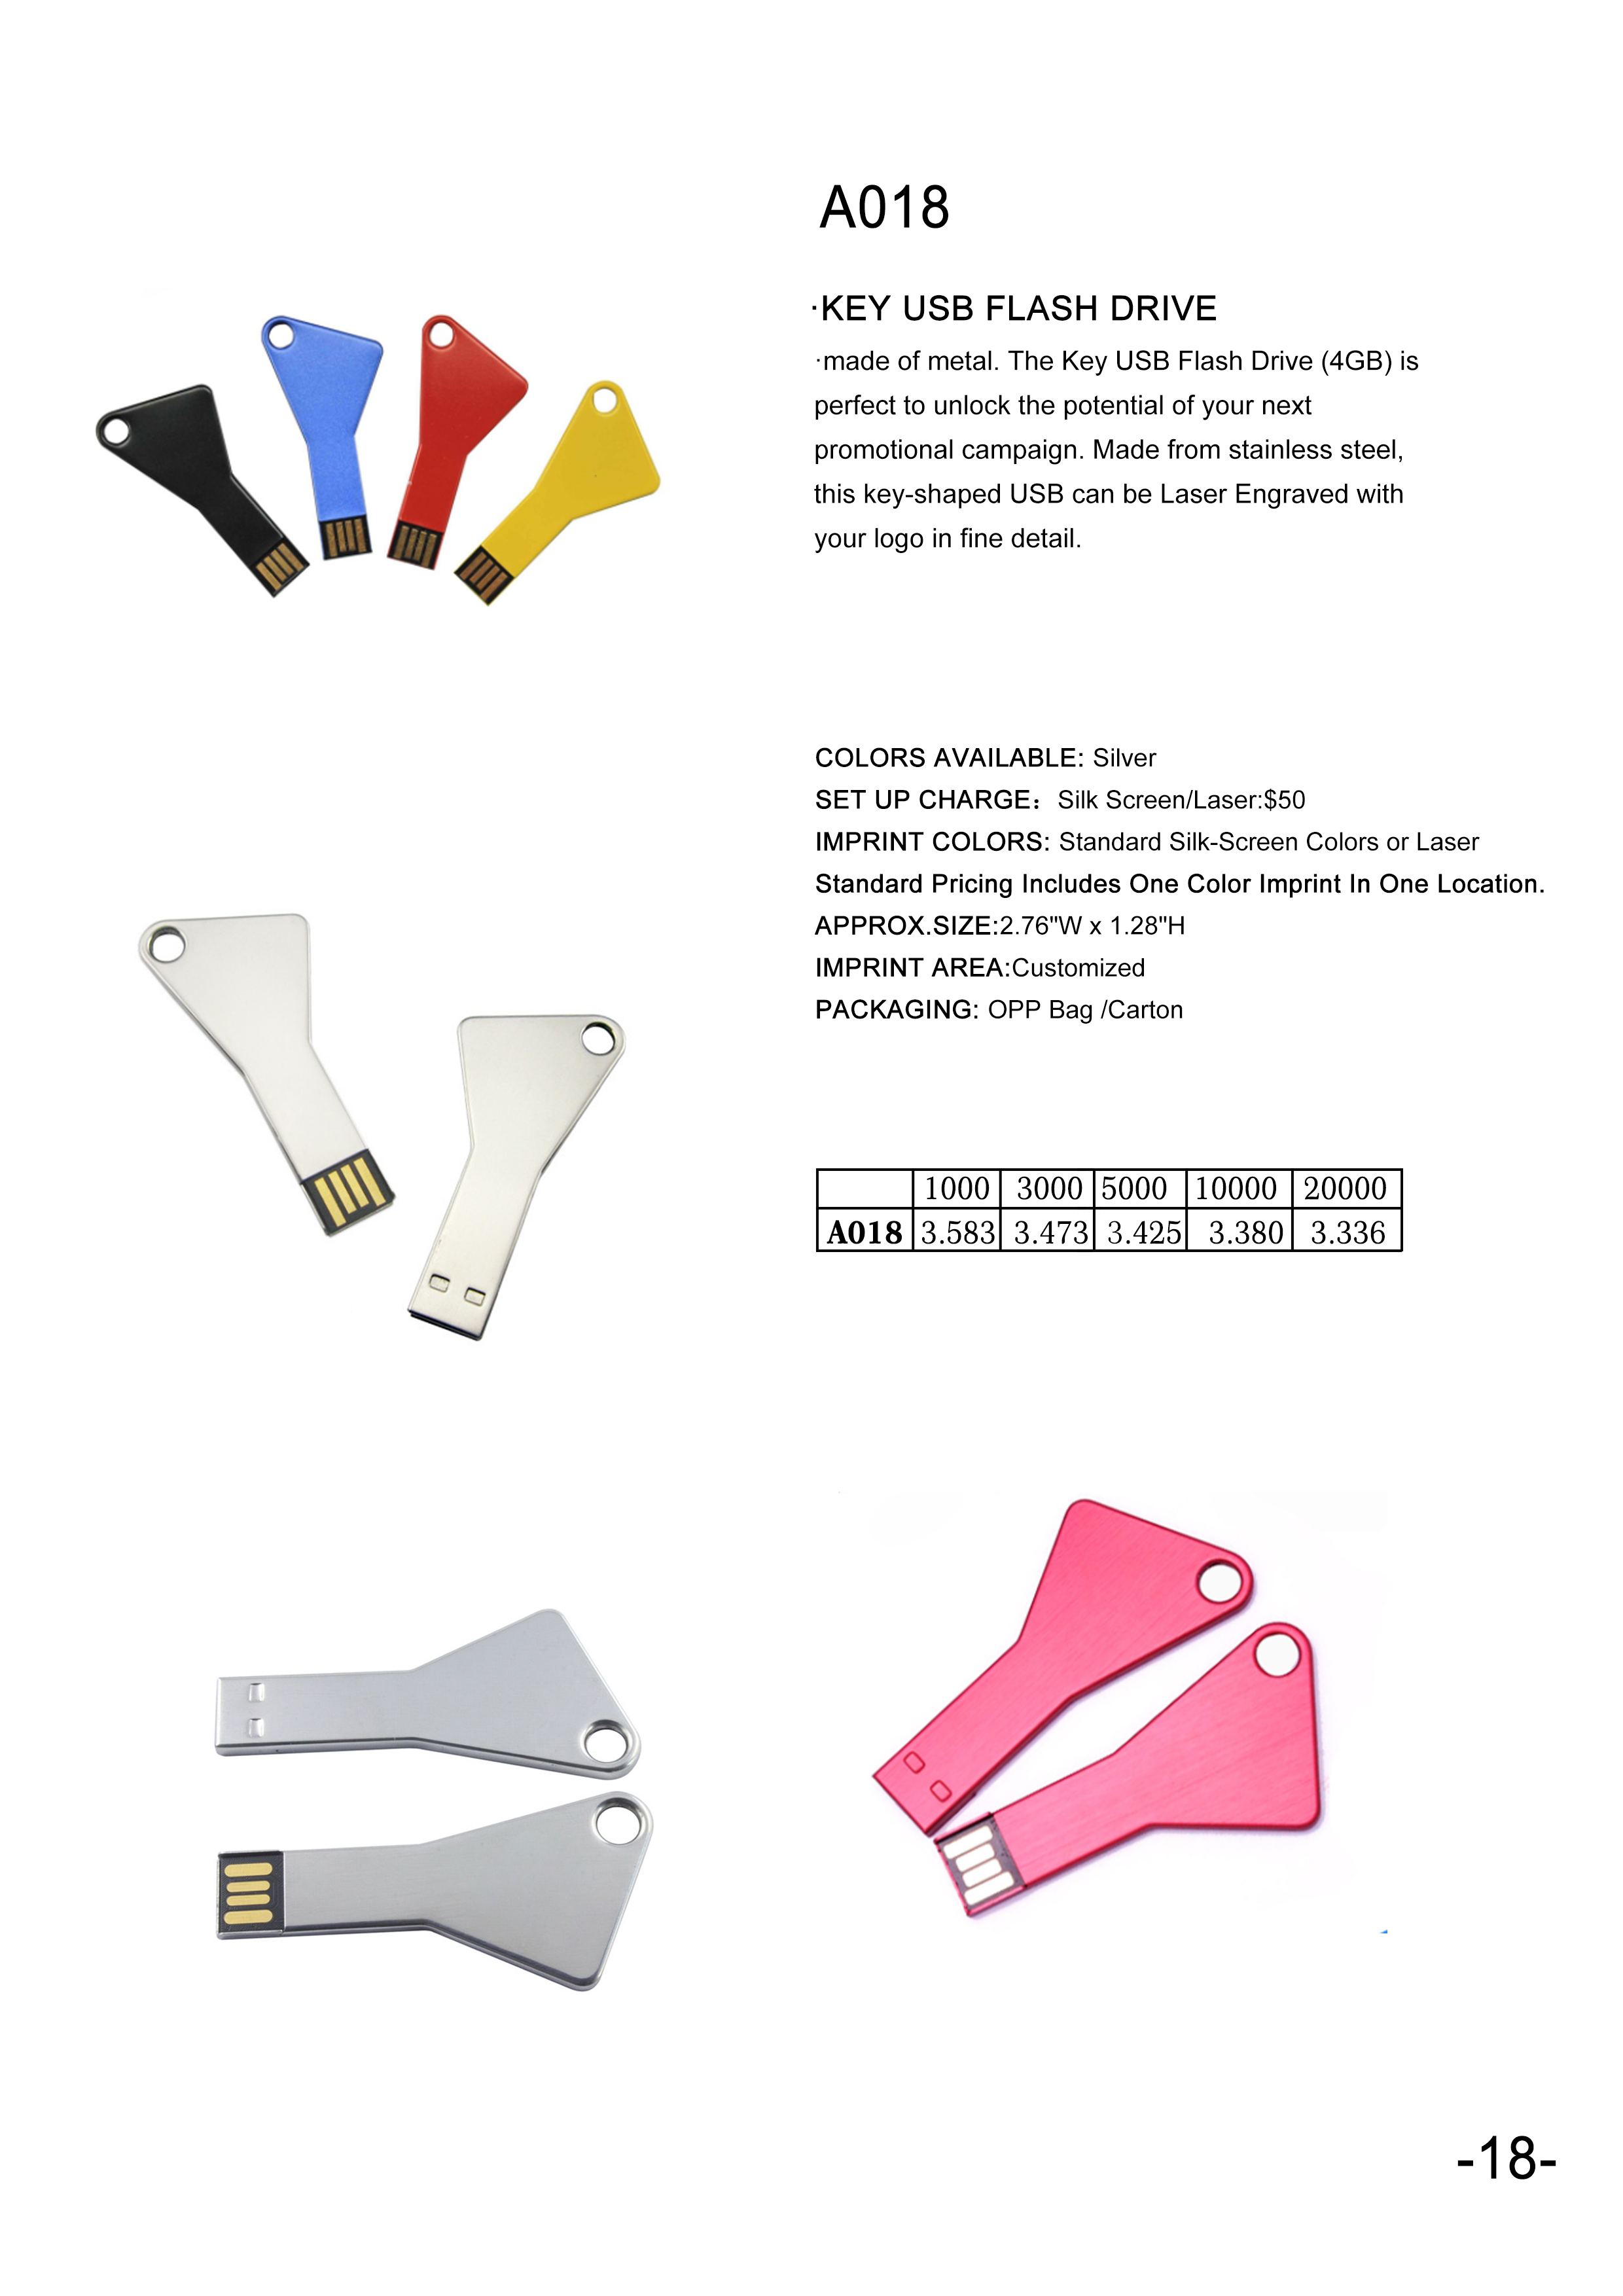 A018
·KEY USB FLASH DRIVE
·made of metal. The Key USB Flash Drive (4GB) is
perfect to unlock the potential of your next
promotional campaign. Made from stainless steel,
this key-shaped USB can be Laser Engraved with
your logo in fine detail.
COLORS AVAILABLE: Silver
SET UP CHARGE： Silk Screen/Laser:$50
IMPRINT COLORS: Standard Silk-Screen Colors or Laser
Standard Pricing Includes One Color Imprint In One Location.
APPROX.SIZE:2.76"W x 1.28"H
IMPRINT AREA:Customized
PACKAGING: OPP Bag /Carton
1000 3000 5000 10000 20000
A018 3.583 3.473 3.425 3.380 3.336
-18-